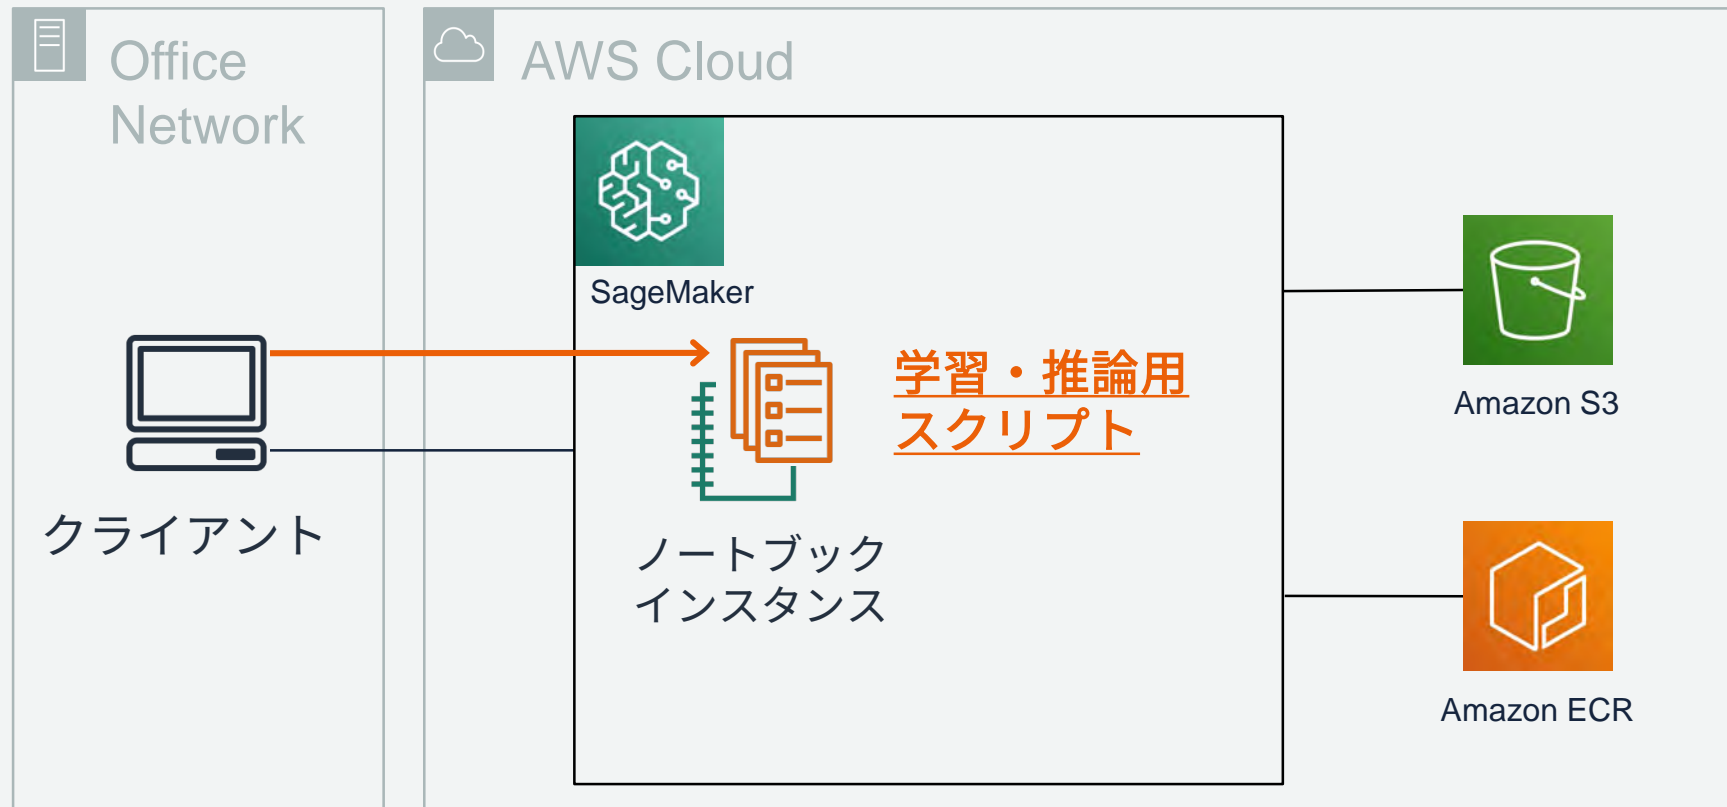 Office
Network
AWS Cloud
SageMaker
学習・推論用
スクリプト
Amazon S3
クライアント
ノートブック
インスタンス
Amazon ECR